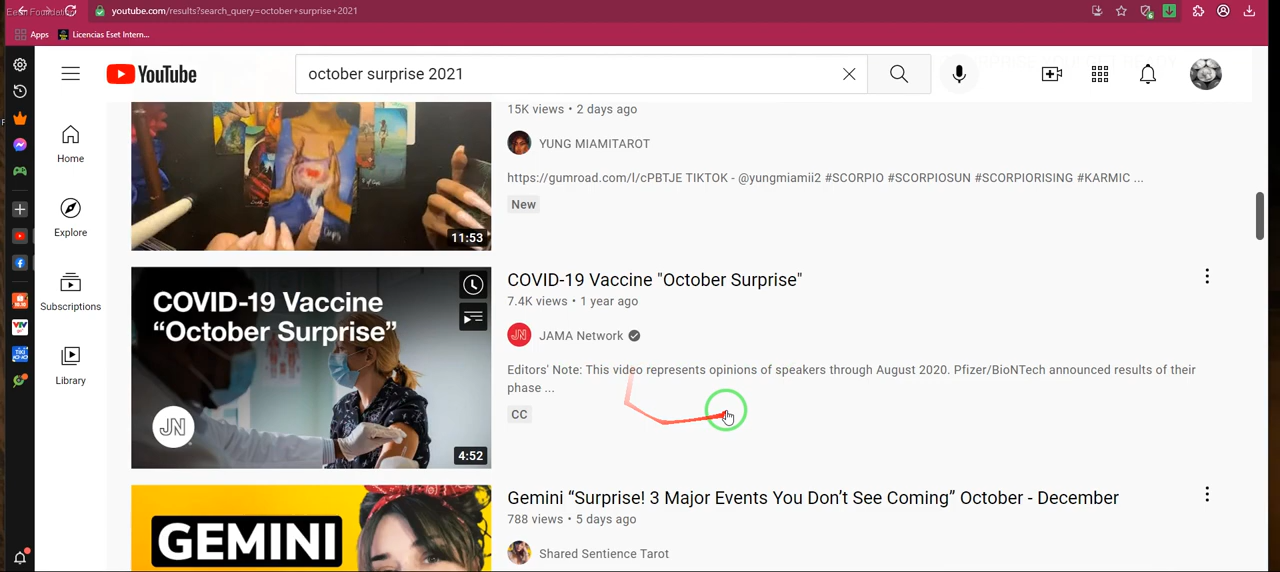 Eesti Foundation
youtube.com/results?search_query=october+surprise+2021
6
Apps
Licencias Eset Intern...
YouTube
october surprise 2021
15K views • 2 days ago
YUNG MIAMITAROT
https://gumroad.com/l/cPBTJE TIKTOK - @yungmiamii2 #SCORPIO #SCORPIOSUN #SCORPIORISING #KARMIC ...
New
11:53
Home
Explore
Subscriptions
Library
COVID-19 Vaccine
“October Surprise”
JN
4:52
COVID-19 Vaccine "October Surprise"
7.4K views • 1 year ago
JN
JAMA Network
Editors' Note: This video represents opinions of speakers through August 2020. Pfizer/BioNTech announced results of their
phase ...
CC
GEMINI
Gemini “Surprise! 3 Major Events You Don’t See Coming” October - December
788 views • 5 days ago
Shared Sentience Tarot